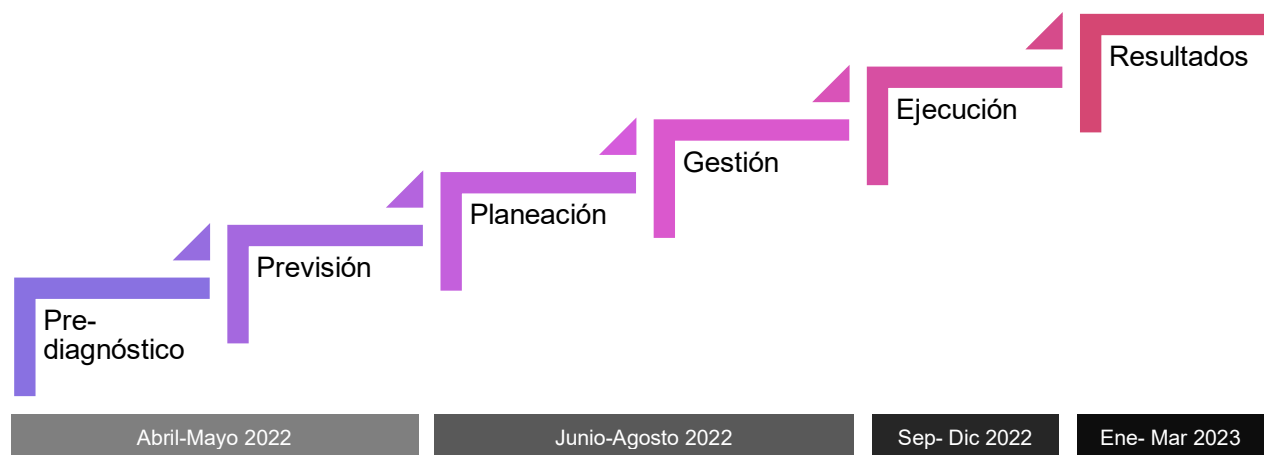 Resultados
Ejecución
Gestión
Planeación
Previsión
Pre-
diagnóstico
Abril-Mayo 2022
Junio-Agosto 2022
Sep- Dic 2022
Ene- Mar 2023